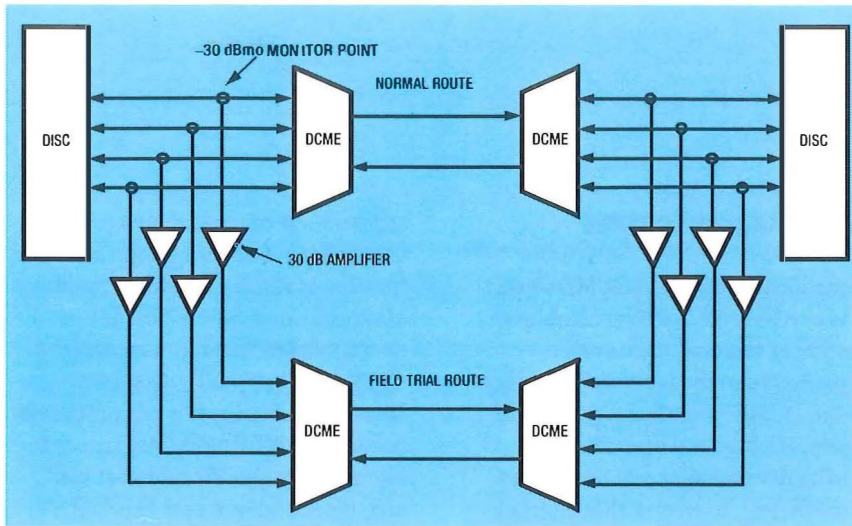 –30 dBmo MONITOR POINT
NORMAL ROUTE
DISC
DCME
DCME
DISC
30 dB AMPLIFIER
FIELD TRIAL ROUTE
DCME
DCME